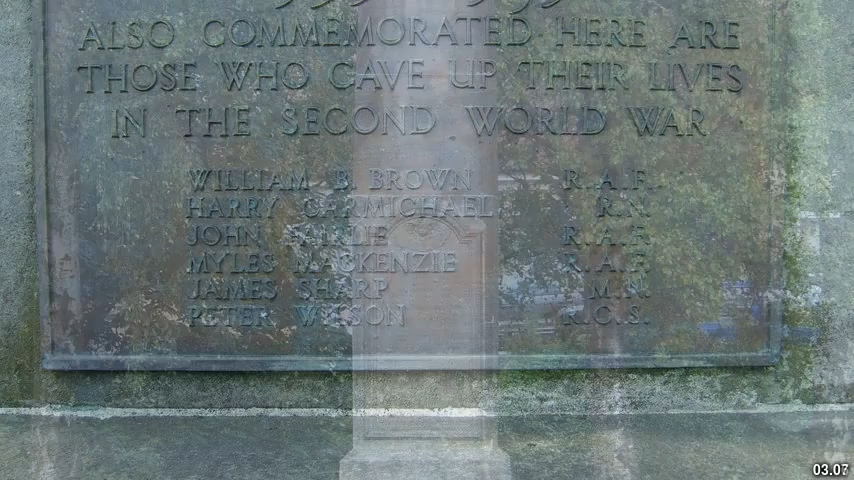 ALSO COMMEMORATED HERE ARE
THOSE WHO GAVE UP THEIR LIVES
IN THE SECOND WORLD WAR
WILLIAM B. BROWN R.A.F.
HARRY CARMICHAEL R.N.
JOHN FAIRLIE R.A.F.
MYLES MACKENZIE R.A.F.
JAMES SHARP M.N.
PETER WILSON R.C.S.
03.07